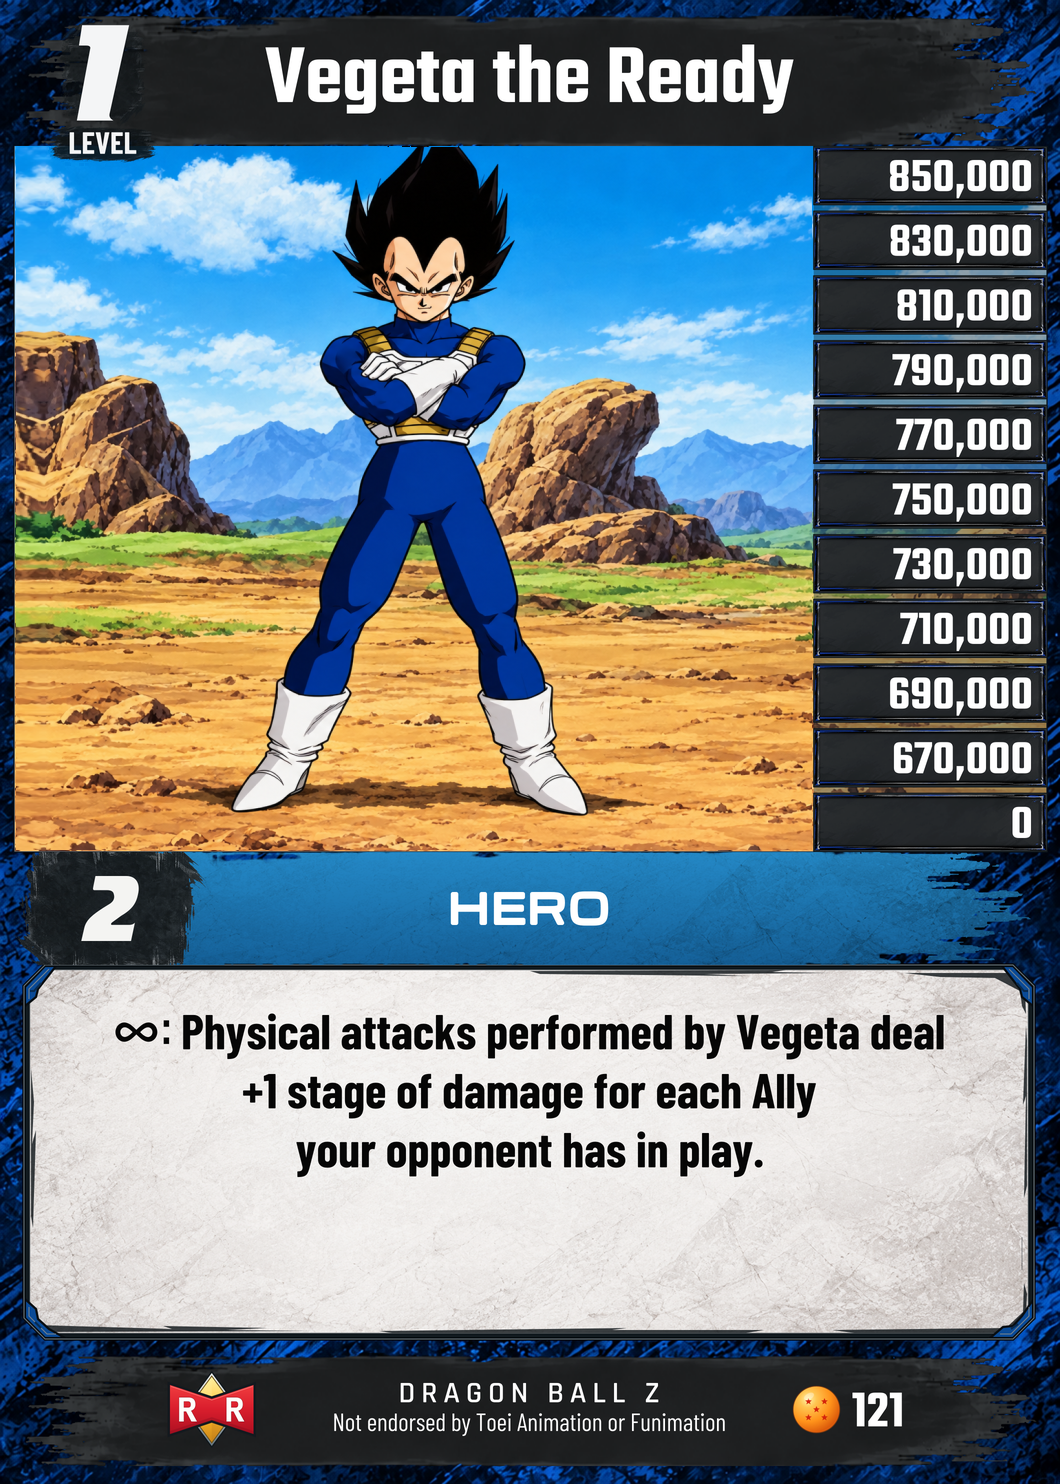 1
LEVEL
Vegeta the Ready
850,000
830,000
810,000
790,000
770,000
750,000
730,000
710,000
690,000
670,000
0
2
HERO
∞: Physical attacks performed by Vegeta deal
+1 stage of damage for each Ally
your opponent has in play.
R R
DRAGON BALL Z
Not endorsed by Toei Animation or Funimation
121